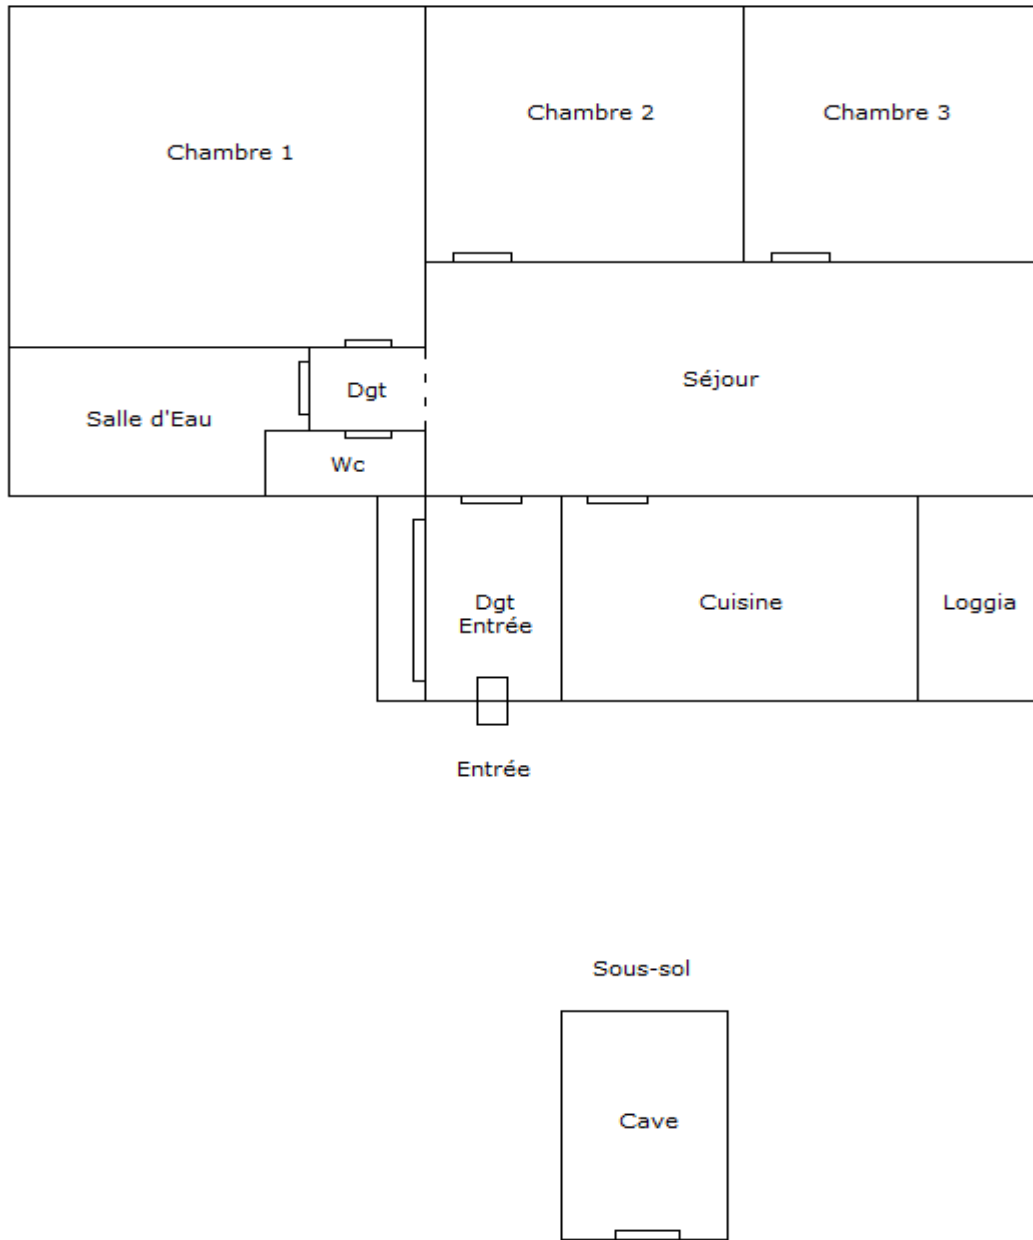 Chambre 2
Chambre 3
Chambre 1
Séjour
Dgt
Salle d'Eau
Wc
Dgt
Entrée
Cuisine
Loggia
Entrée
Sous-sol
Cave